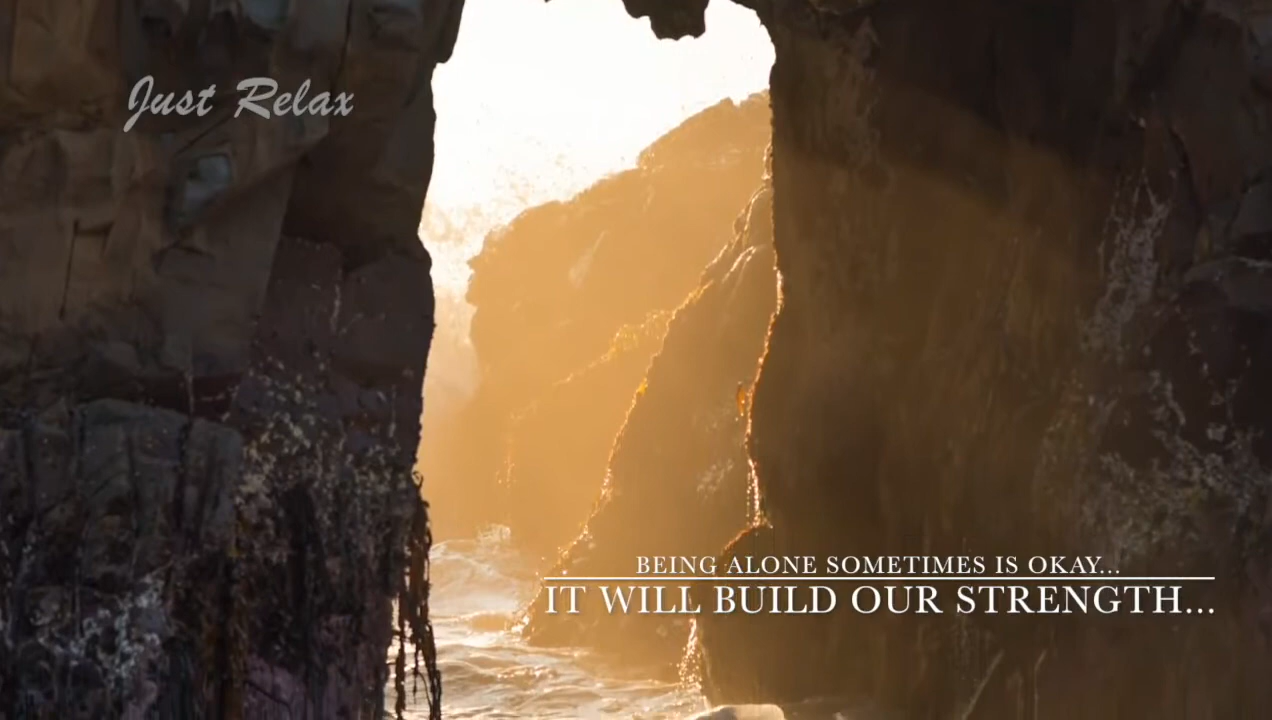 Just Relax
BEING ALONE SOMETIMES IS OKAY...
IT WILL BUILD OUR STRENGTH...